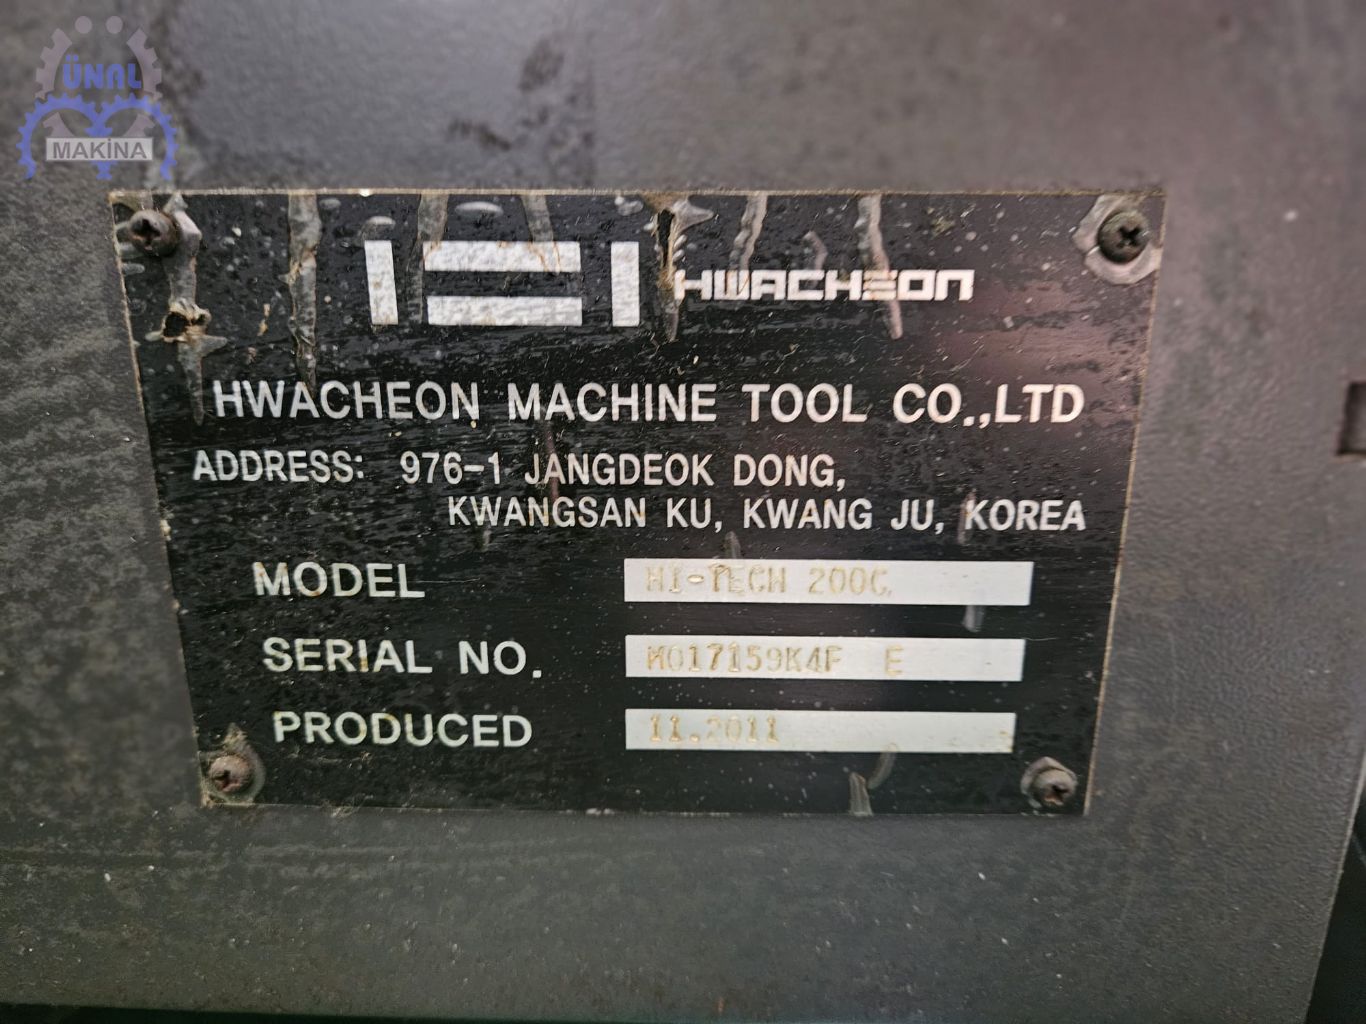 ÜNAL
MAKİNA
HWACHEON
HWACHEON MACHINE TOOL CO.,LTD
ADDRESS: 976-1 JANGDEOK DONG,
KWANGSAN KU, KWANG JU, KOREA
MODEL HI-TECH 200C
SERIAL NO. M017159K4F E
PRODUCED 11.2011